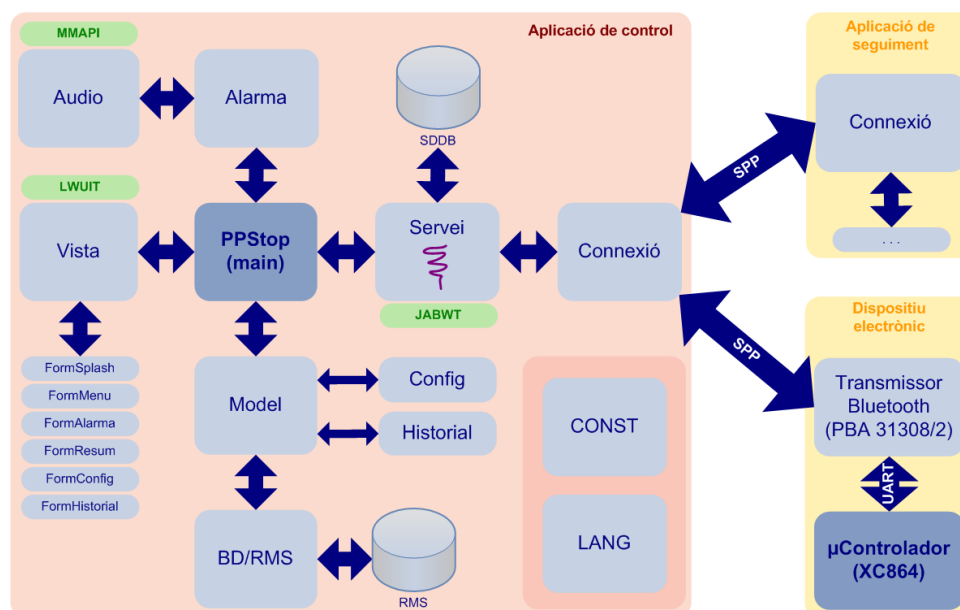 MMAPI
Aplicació de control
Audio
Alarma
SDDB
LWUIT
Vista
PPStop
(main)
Servei
JABWT
Connexió
FormSplash
FormMenu
FormAlarma
FormResum
FormConfig
FormHistorial
Model
Config
Historial
BD/RMS
RMS
CONST
LANG
SPP
SPP
Aplicació de
seguiment
Connexió
...
Dispositiu
electrònic
Transmissor
Bluetooth
(PBA 31308/2)
UART
µControlador
(XC864)